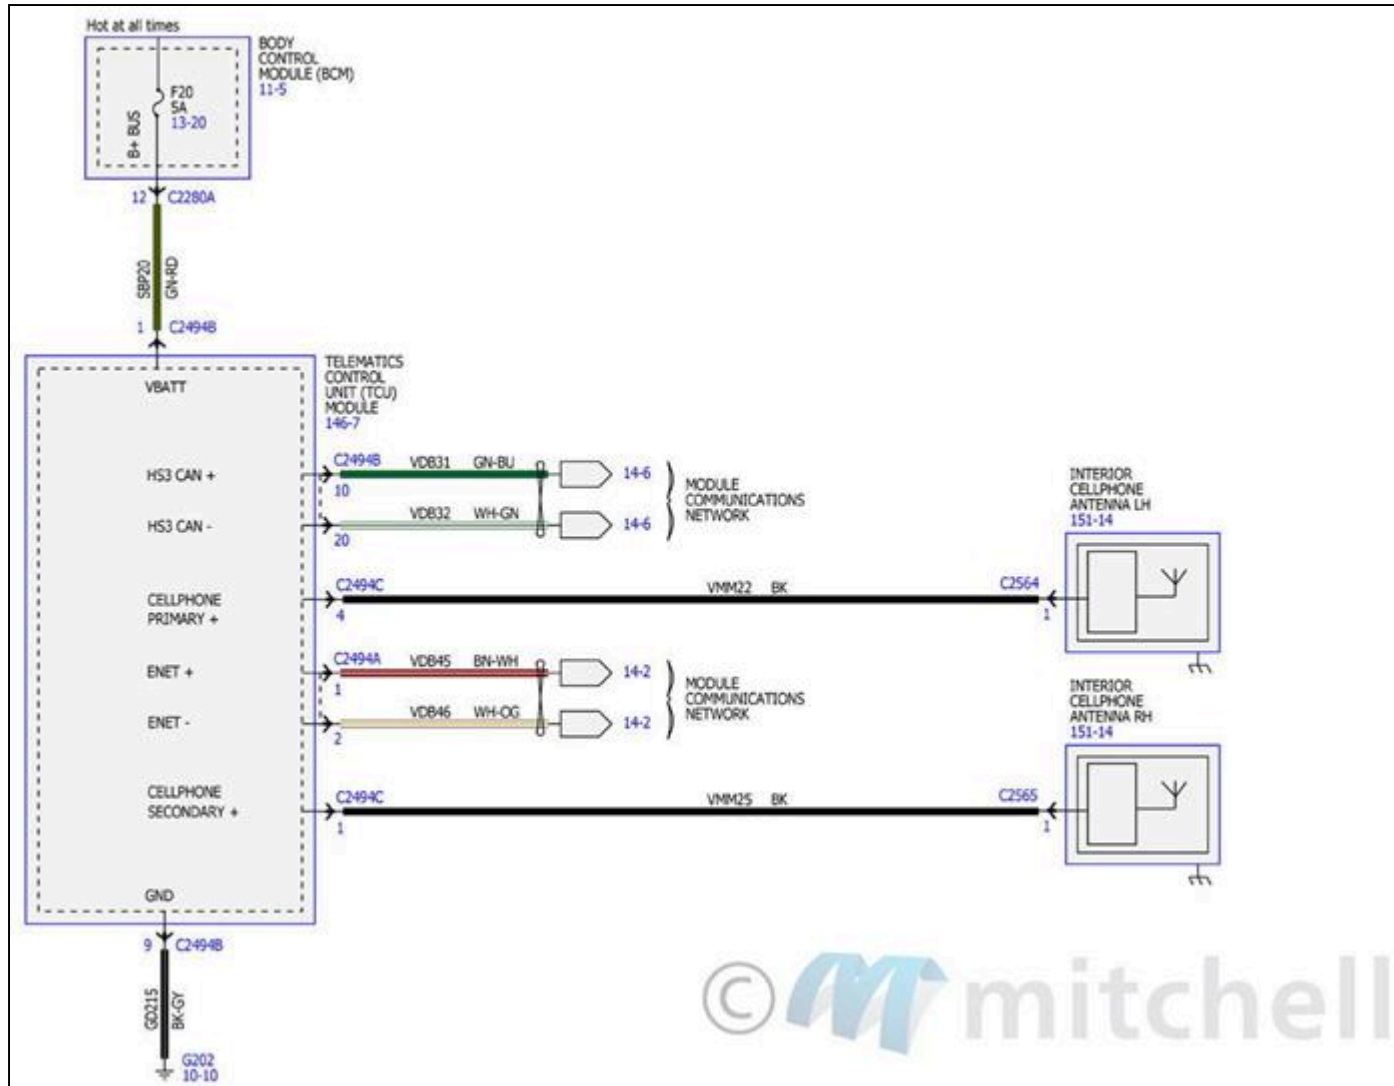 Hot at all times
BODY
CONTROL
MODULE (BCM)
11-5
F20
5A
13-20
B+ BUS
12 C2280A
SBP20
GN-RD
1 C2494B
TELEMATICS
CONTROL
UNIT (TCU)
MODULE
146-7
VBATT
HS3 CAN +
C2494B
10
VDB31 GN-BU
14-6
HS3 CAN -
20
VDB32 WH-GN
14-6
MODULE
COMMUNICATIONS
NETWORK
CELLPHONE
PRIMARY +
C2494C
4
VMM22 BK
C2564
1
INTERIOR
CELLPHONE
ANTENNA LH
151-14
ENET +
C2494A
1
VDB45 BN-WH
14-2
ENET -
2
VDB46 WH-OG
14-2
MODULE
COMMUNICATIONS
NETWORK
CELLPHONE
SECONDARY +
C2494C
1
VMM25 BK
C2565
1
INTERIOR
CELLPHONE
ANTENNA RH
151-14
GND
9 C2494B
GD215
BK-GY
G202
10-10
© mitchell